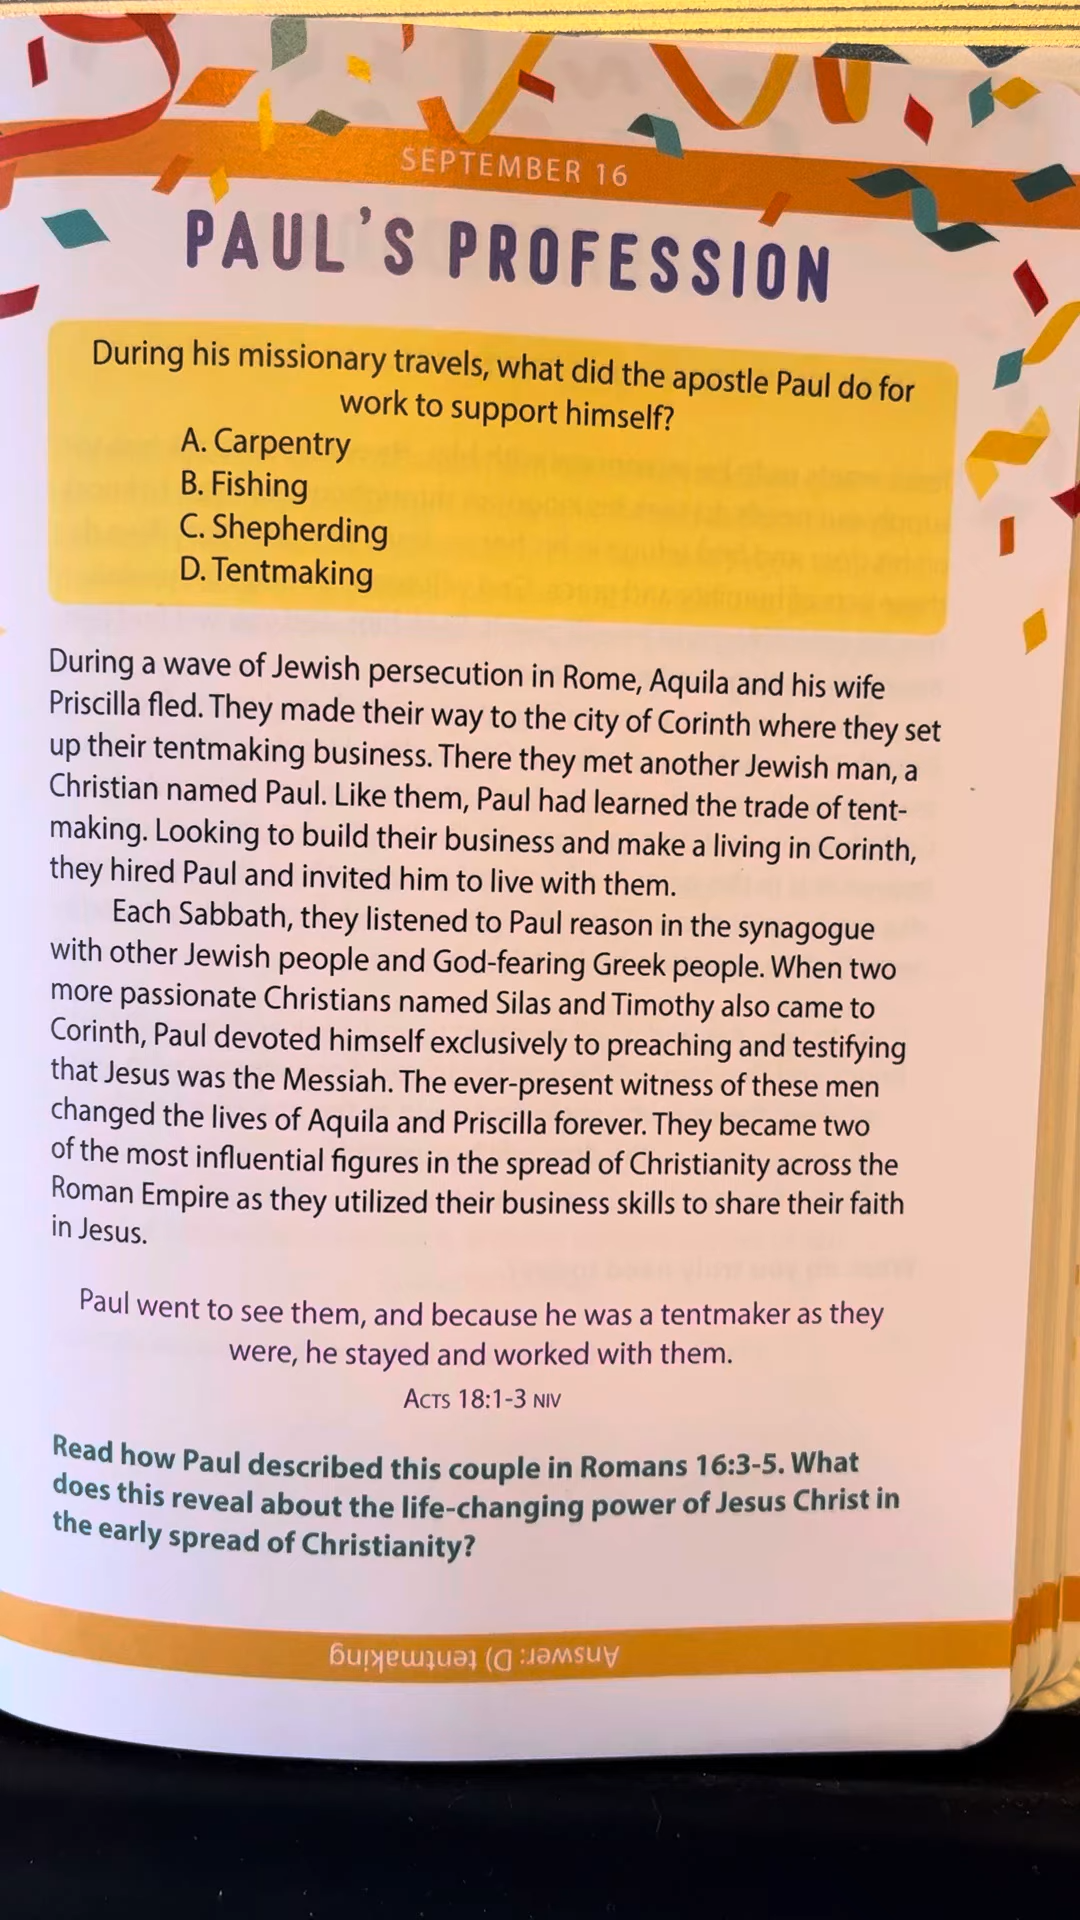 SEPTEMBER 16
PAUL'S PROFESSION
During his missionary travels, what did the apostle Paul do for
work to support himself?
A. Carpentry
B. Fishing
C. Shepherding
D. Tentmaking
During a wave of Jewish persecution in Rome, Aquila and his wife
Priscilla fled. They made their way to the city of Corinth where they set
up their tentmaking business. There they met another Jewish man, a
Christian named Paul. Like them, Paul had learned the trade of tent-
making. Looking to build their business and make a living in Corinth,
they hired Paul and invited him to live with them.
Each Sabbath, they listened to Paul reason in the synagogue
with other Jewish people and God-fearing Greek people. When two
more passionate Christians named Silas and Timothy also came to
Corinth, Paul devoted himself exclusively to preaching and testifying
that Jesus was the Messiah. The ever-present witness of these men
changed the lives of Aquila and Priscilla forever. They became two
of the most influential figures in the spread of Christianity across the
Roman Empire as they utilized their business skills to share their faith
in Jesus.
Paul went to see them, and because he was a tentmaker as they
were, he stayed and worked with them.
ACTS 18:1-3 NIV
Read how Paul described this couple in Romans 16:3-5. What
does this reveal about the life-changing power of Jesus Christ in
the early spread of Christianity?
Answer: D) tentmaking